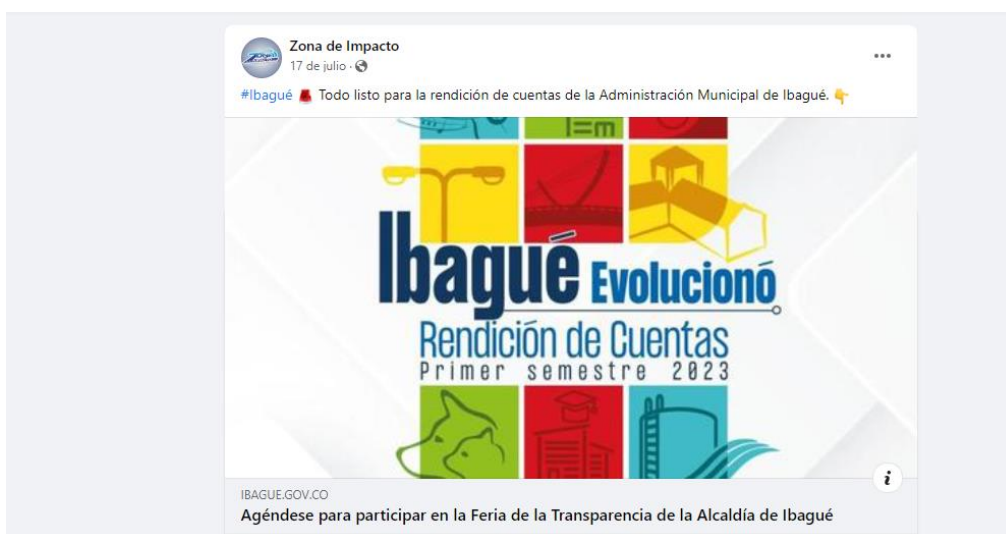 Zona de Impacto
17 de julio ·
#Ibagué Todo listo para la rendición de cuentas de la Administración Municipal de Ibagué.
Ibagué Evolucionó
Rendición de Cuentas
Primer semestre 2023
IBAGUE.GOV.CO
Agéndese para participar en la Feria de la Transparencia de la Alcaldía de Ibagué